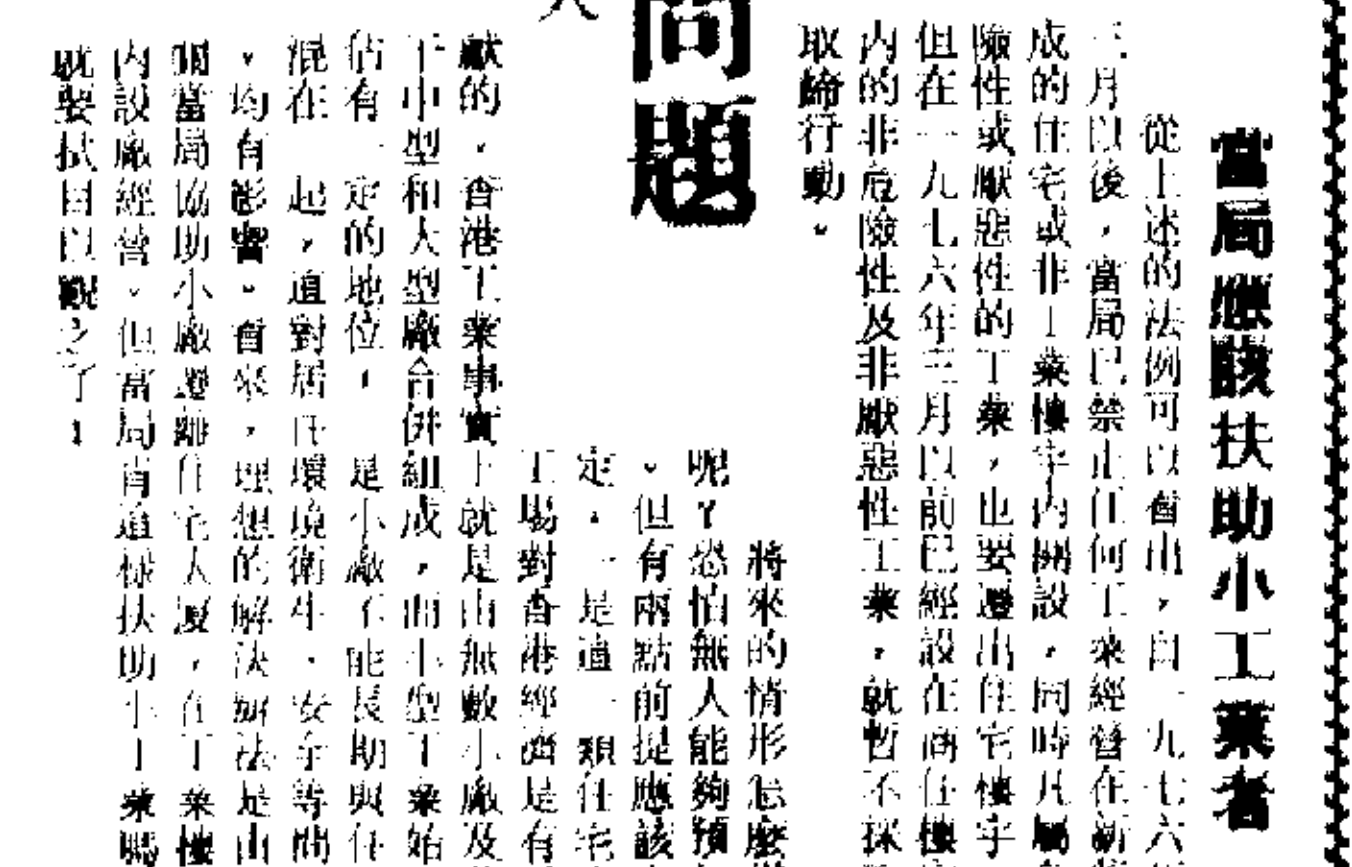 問題
人
當局應該扶助小工業者
從上述的法例可以看出,自一九七六
三月以後,當局已禁止任何工業經營在新
成的住宅或非工業樓宇內開設,同時凡屬
險性或厭惡性的工業,也要遷出住宅樓宇
但在一九七六年三月以前已經設在商住樓
內的非危險性及非厭惡性工業,就暫不採
取締行動。
將來的情形怎麼
呢?恐怕無人能夠預
。但有兩點前提應該
定,一是這一類住宅
工場對香港經濟是有
獻的,香港工業事實上就是由無數小廠及
中型和大型廠合併組成,而小型工業始
佔有一定的地位,是小廠不能長期與住
混在一起,這對居民環境衛生、安全等問
,均有影響。看來,理想的解決辦法是由
當局協助小廠遷離住宅大廈,在工業樓
內設廠經營。但當局肯這樣扶助小工業嗎
就要拭目以觀之了!